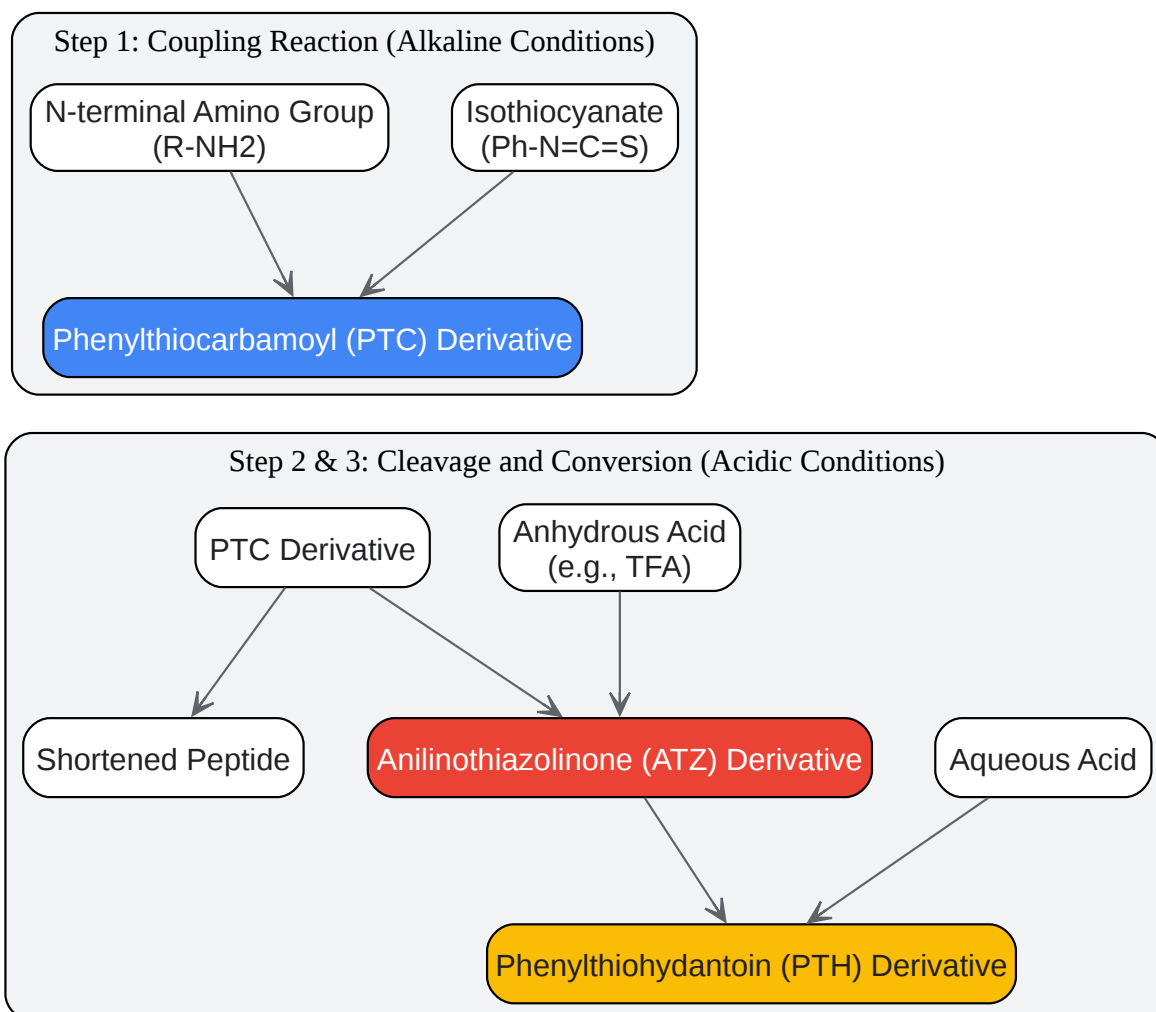 Step 1: Coupling Reaction (Alkaline Conditions)
N-terminal Amino Group
(R-NH2)
Isothiocyanate
(Ph-N=C=S)
Phenylthiocarbamoyl (PTC) Derivative
Step 2 & 3: Cleavage and Conversion (Acidic Conditions)
PTC Derivative
Anhydrous Acid
(e.g., TFA)
Shortened Peptide
Anilinothiazolinone (ATZ) Derivative
Aqueous Acid
Phenylthiohydantoin (PTH) Derivative